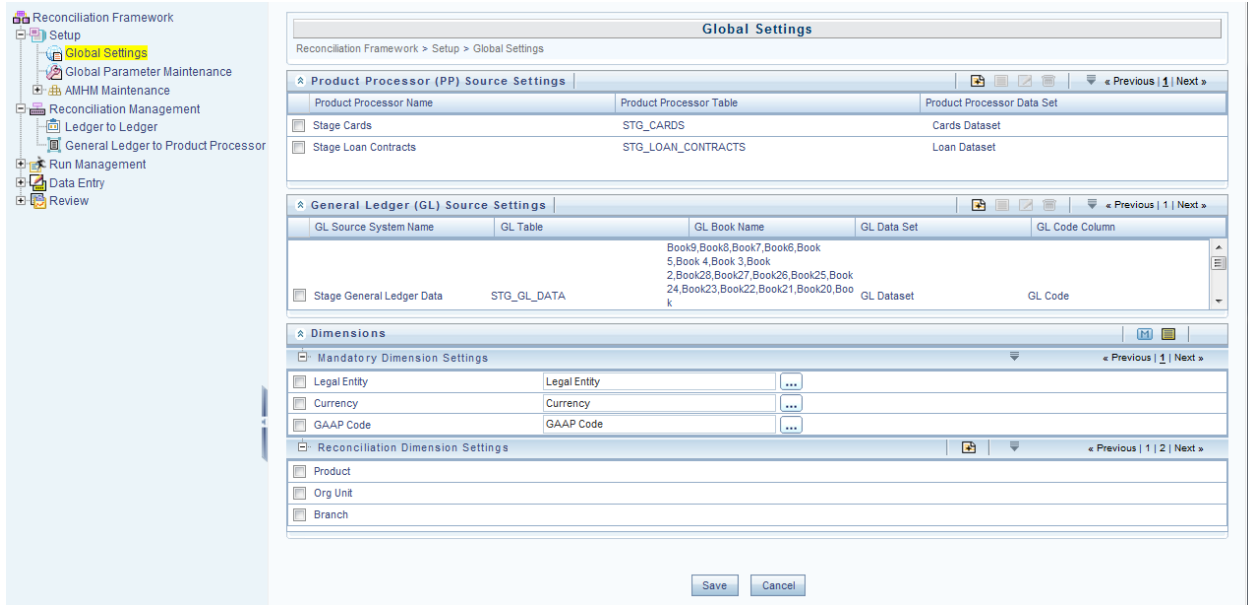 Reconciliation Framework
Setup
Global Settings
Global Parameter Maintenance
AMHM Maintenance
Reconciliation Management
Ledger to Ledger
General Ledger to Product Processor
Run Management
Data Entry
Review
Global Settings
Reconciliation Framework > Setup > Global Settings
Product Processor (PP) Source Settings « Previous | 1 | Next »
Product Processor Name Product Processor Table Product Processor Data Set
Stage Cards STG_CARDS Cards Dataset
Stage Loan Contracts STG_LOAN_CONTRACTS Loan Dataset
General Ledger (GL) Source Settings « Previous | 1 | Next »
GL Source System Name GL Table GL Book Name GL Data Set GL Code Column
Book9,Book8,Book7,Book6,Book
5,Book 4,Book 3,Book
2,Book28,Book27,Book26,Book25,Book
24,Book23,Book22,Book21,Book20,Boo
k
Stage General Ledger Data STG_GL_DATA GL Dataset GL Code
Dimensions M
Mandatory Dimension Settings « Previous | 1 | Next »
Legal Entity Legal Entity ...
Currency Currency ...
GAAP Code GAAP Code ...
Reconciliation Dimension Settings « Previous | 1 | 2 | Next »
Product
Org Unit
Branch
Save Cancel